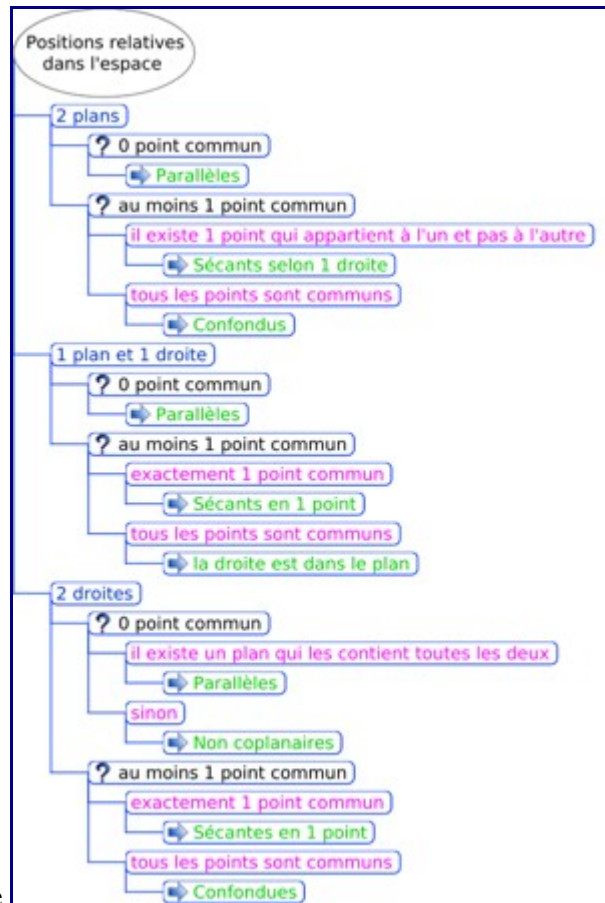 Positions relatives
dans l'espace
2 plans
? 0 point commun
Parallèles
? au moins 1 point commun
il existe 1 point qui appartient à l'un et pas à l'autre
Sécants selon 1 droite
tous les points sont communs
Confondus
1 plan et 1 droite
? 0 point commun
Parallèles
? au moins 1 point commun
exactement 1 point commun
Sécants en 1 point
tous les points sont communs
la droite est dans le plan
2 droites
? 0 point commun
il existe un plan qui les contient toutes les deux
Parallèles
sinon
Non coplanaires
? au moins 1 point commun
exactement 1 point commun
Sécantes en 1 point
tous les points sont communs
Confondues